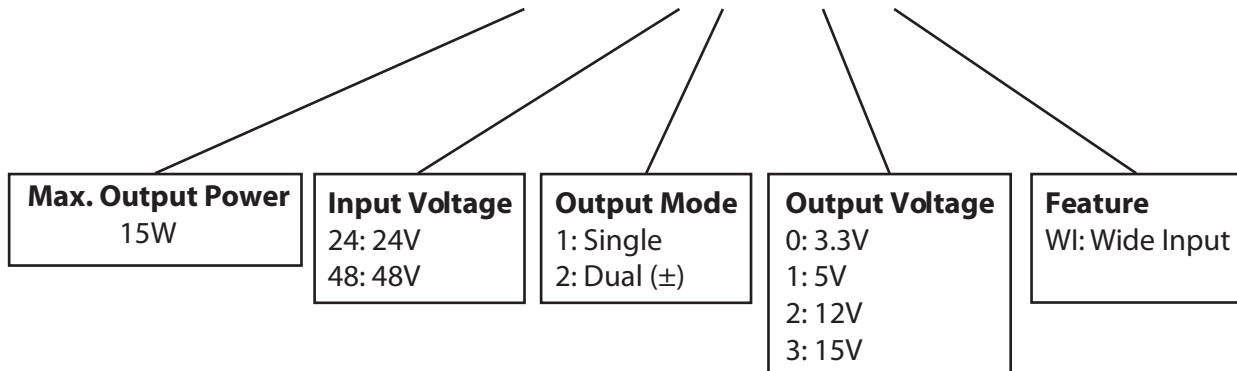 Max. Output Power
15W
Input Voltage
24: 24V
48: 48V
Output Mode
1: Single
2: Dual (±)
Output Voltage
0: 3.3V
1: 5V
2: 12V
3: 15V
Feature
WI: Wide Input